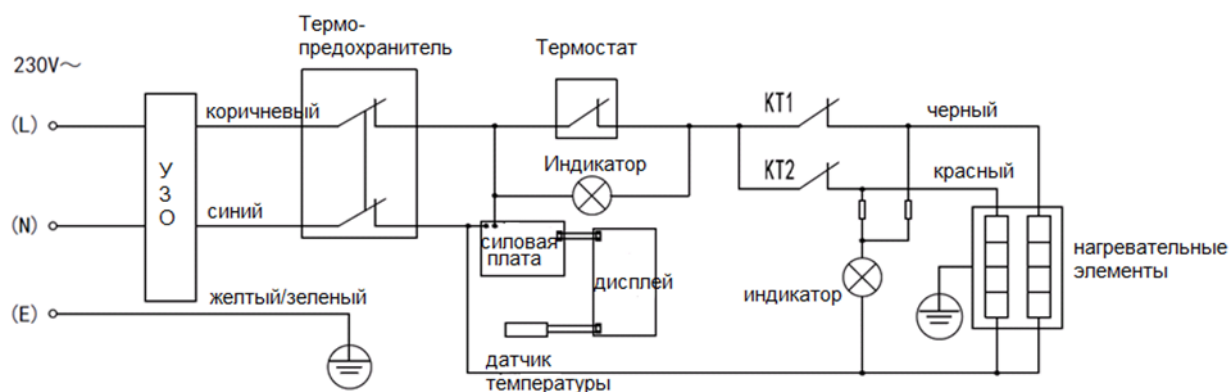 Термо-
предохранитель
Термостат
230V~
(L)
коричневый
KT1
черный
УЗО
Индикатор
KT2
красный
(N)
синий
силовая
плата
дисплей
индикатор
нагревательные
элементы
(E)
желтый/зеленый
датчик
температуры